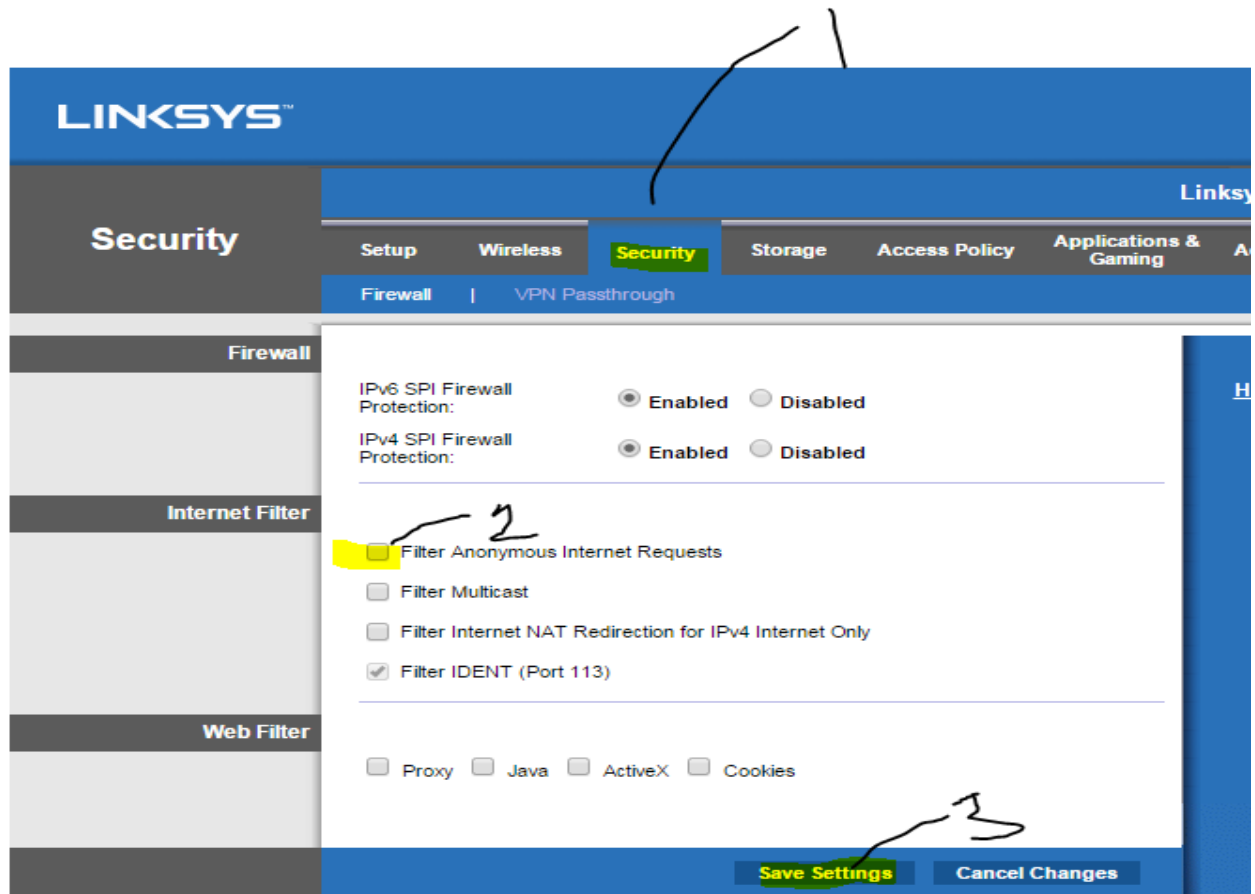 1
LINKSYS™
Linksy
Security
Setup Wireless Security Storage Access Policy Applications & Gaming A
Firewall | VPN Passthrough
Firewall
IPv6 SPI Firewall
Protection: Enabled Disabled
IPv4 SPI Firewall
Protection: Enabled Disabled
H
Internet Filter
2
Filter Anonymous Internet Requests
Filter Multicast
Filter Internet NAT Redirection for IPv4 Internet Only
Filter IDENT (Port 113)
Web Filter
Proxy Java ActiveX Cookies
3
Save Settings Cancel Changes